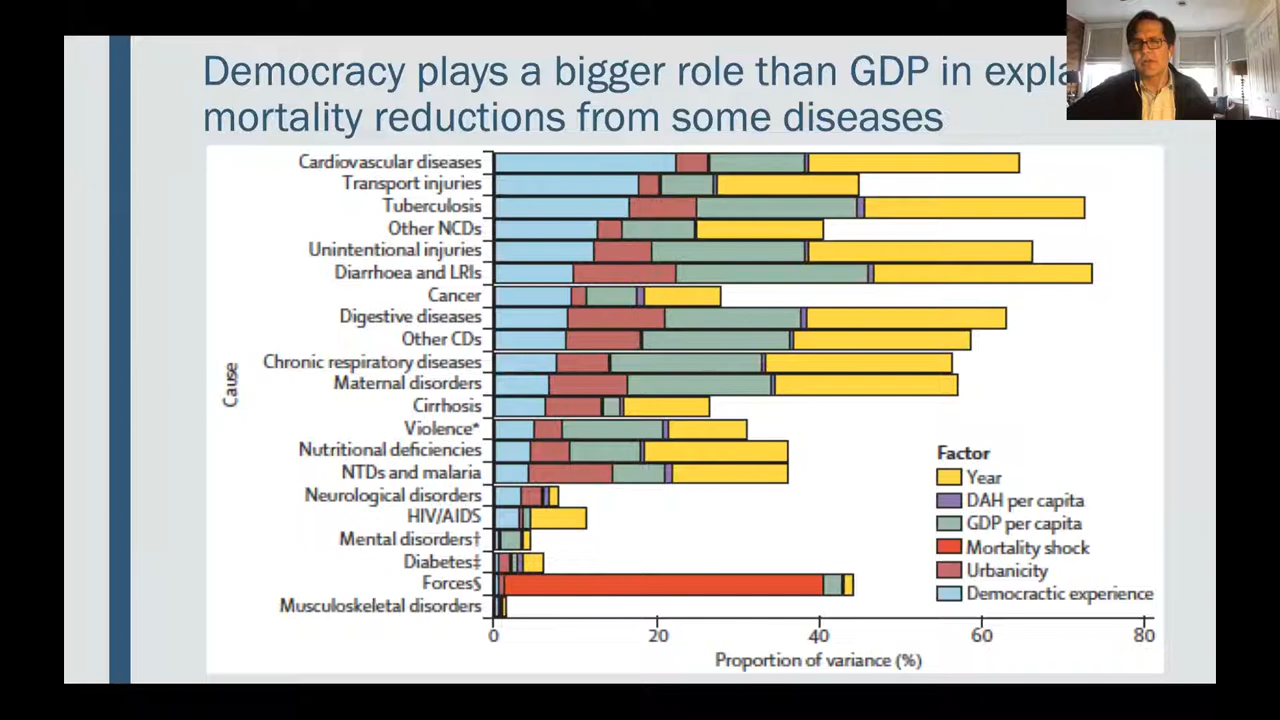 Democracy plays a bigger role than GDP in expla
mortality reductions from some diseases
Cause
Cardiovascular diseases
Transport injuries
Tuberculosis
Other NCDs
Unintentional injuries
Diarrhoea and LRIs
Cancer
Digestive diseases
Other CDs
Chronic respiratory diseases
Maternal disorders
Cirrhosis
Violence*
Nutritional deficiencies
NTDs and malaria
Neurological disorders
HIV/AIDS
Mental disorders†
Diabetes‡
Forces§
Musculoskeletal disorders
Factor
Year
DAH per capita
GDP per capita
Mortality shock
Urbanicity
Democractic experience
0 20 40 60 80
Proportion of variance (%)